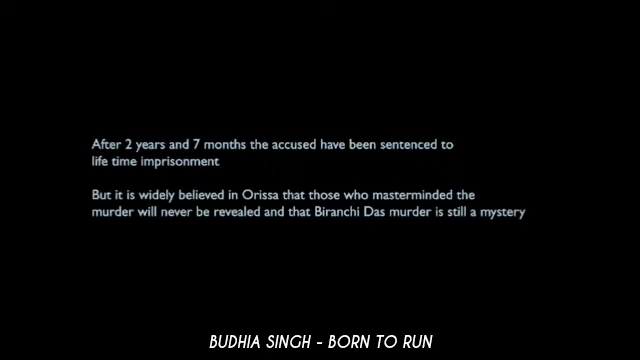 After 2 years and 7 months the accused have been sentenced to
life time imprisonment
But it is widely believed in Orissa that those who masterminded the
murder will never be revealed and that Biranchi Das murder is still a mystery
BUDHIA SINGH - BORN TO RUN